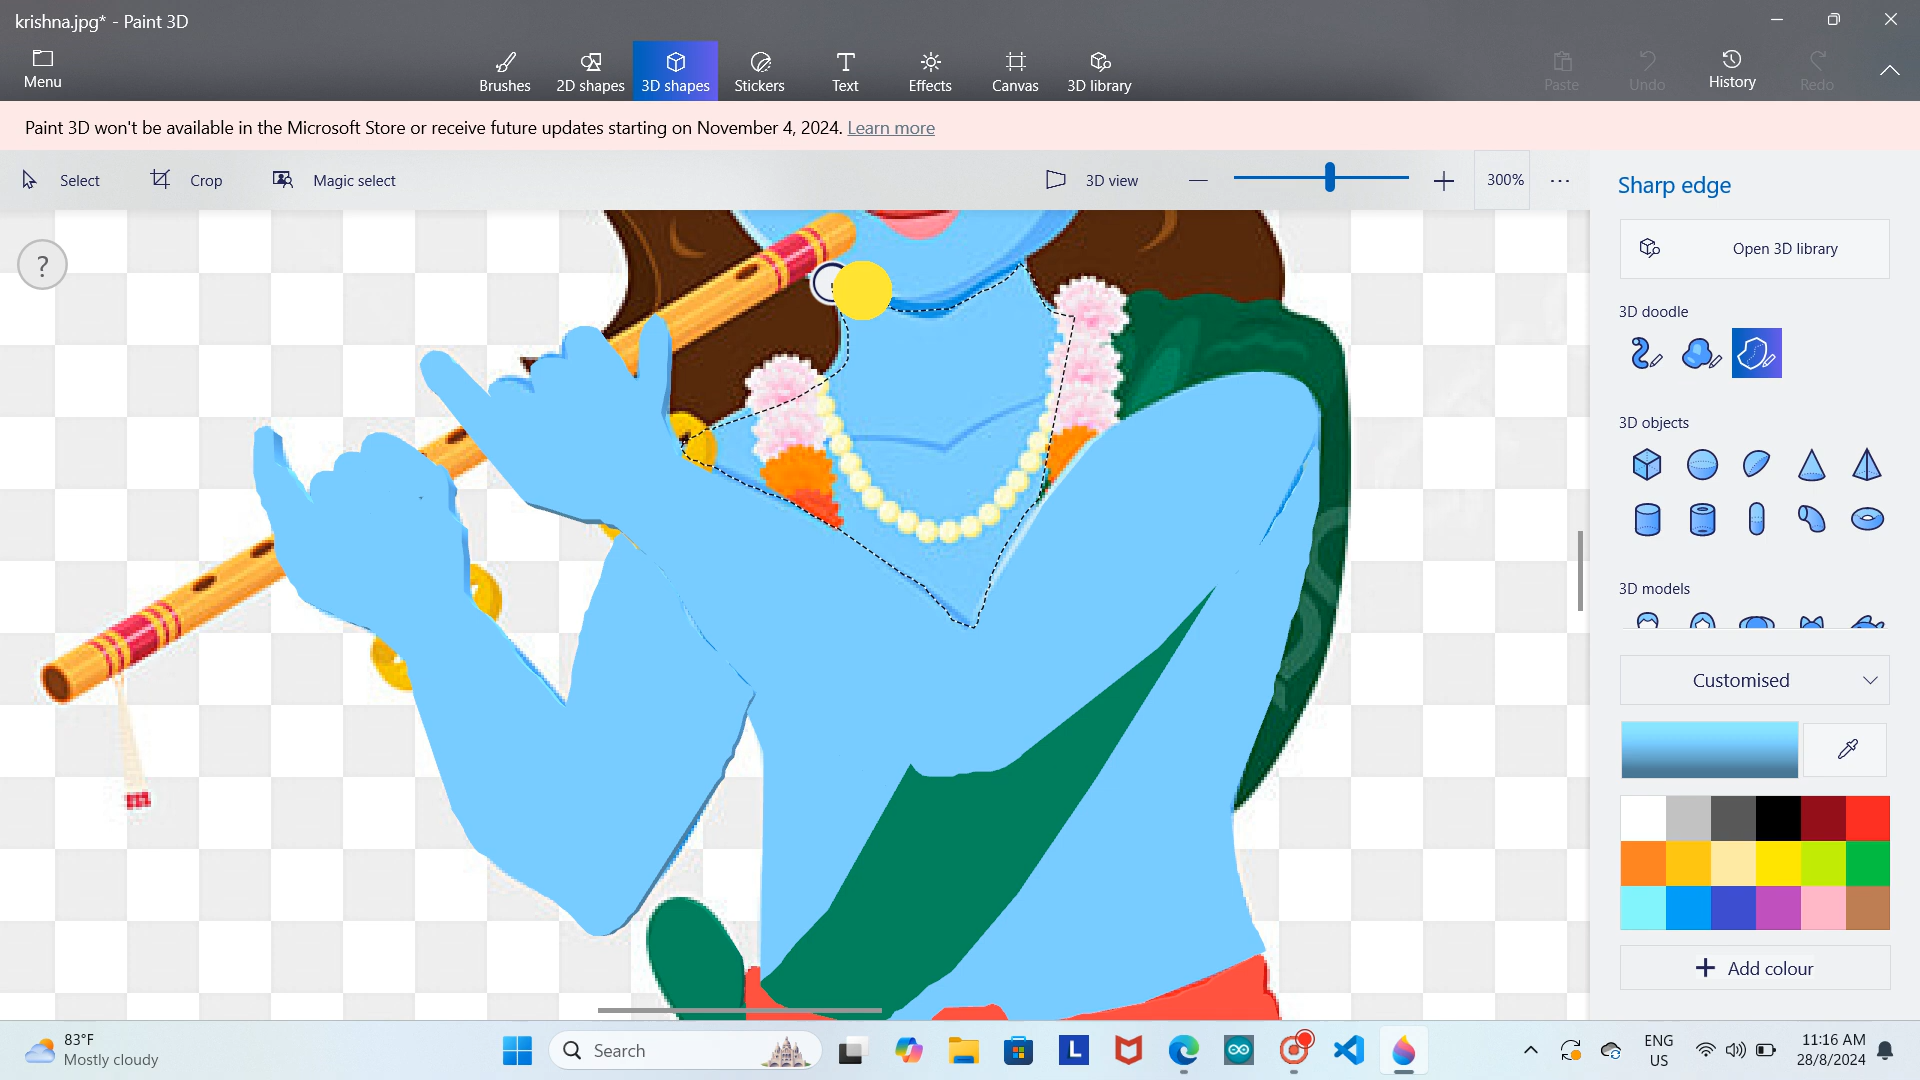 krishna.jpg* - Paint 3D
Menu
Brushes
2D shapes
3D shapes
Stickers
Text
Effects
Canvas
3D library
Paste
Undo
History
Redo
Paint 3D won't be available in the Microsoft Store or receive future updates starting on November 4, 2024. Learn more
Select
Crop
Magic select
3D view
300%
Sharp edge
?
Open 3D library
3D doodle
3D objects
3D models
Customised
Add colour
83°F
Mostly cloudy
Search
L
ENG
US
11:16 AM
28/8/2024